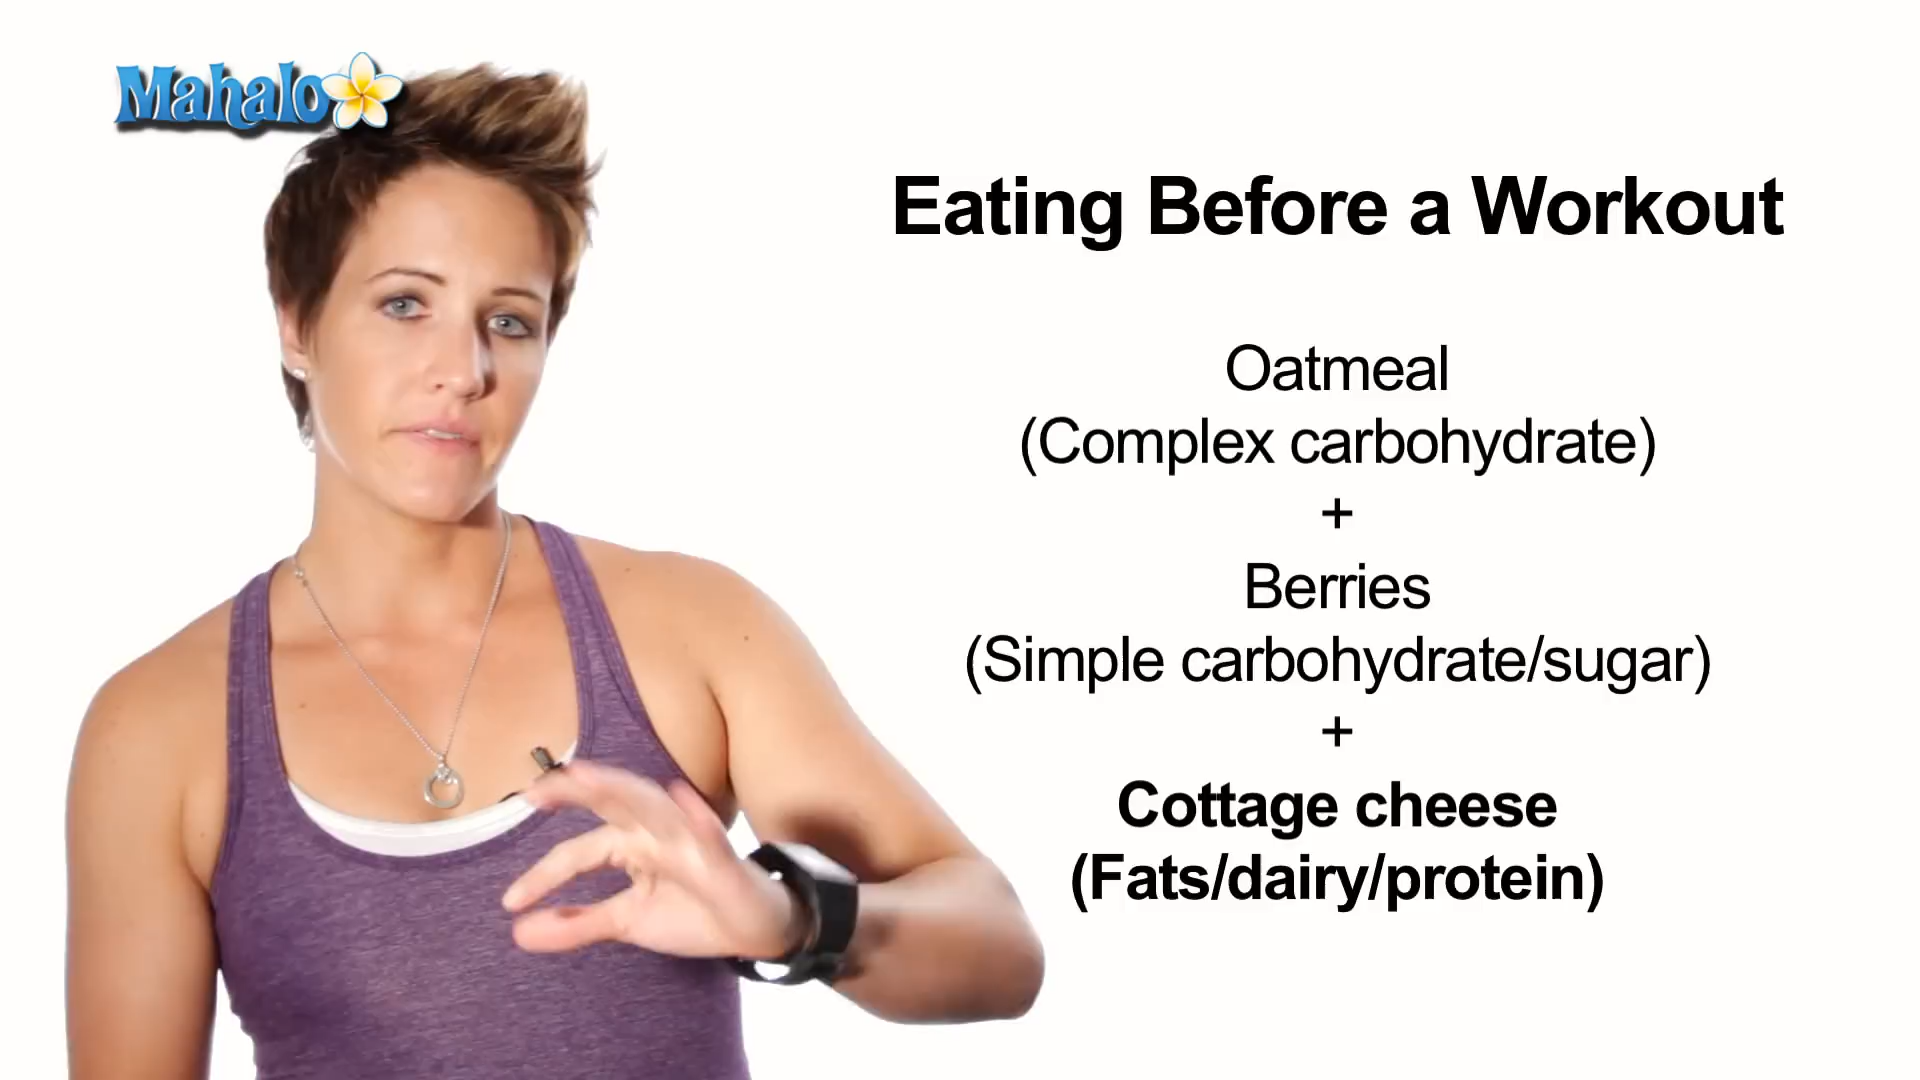 Mahalo
Eating Before a Workout
Oatmeal
(Complex carbohydrate)
+
Berries
(Simple carbohydrate/sugar)
+
Cottage cheese
(Fats/dairy/protein)